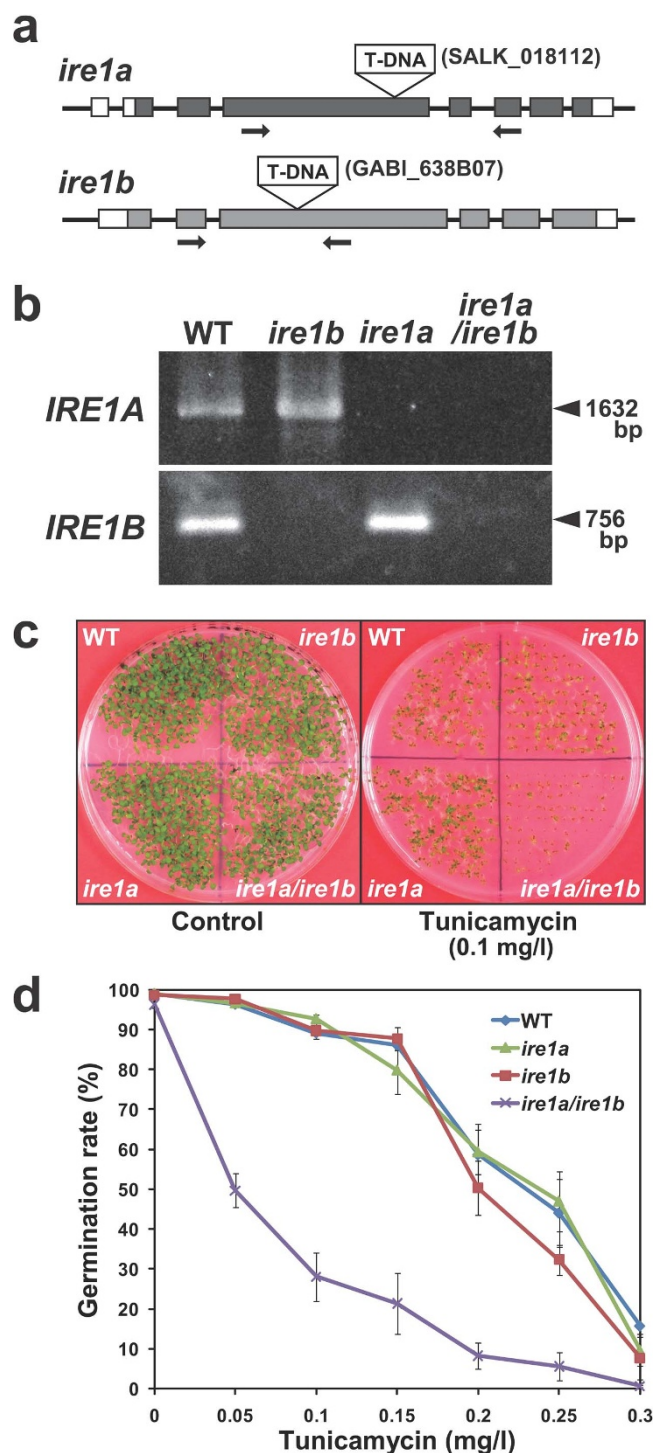 a
ire1a
T-DNA (SALK_018112)
ire1b
T-DNA (GABI_638B07)
b
WT ire1b ire1a ire1a/ire1b
IRE1A
1632 bp
IRE1B
756 bp
c
WT ire1b
ire1a ire1a/ire1b
Control
WT ire1b
ire1a ire1a/ire1b
Tunicamycin
(0.1 mg/l)
d
Germination rate (%)
100
90
80
70
60
50
40
30
20
10
0
WT
ire1a
ire1b
ire1a/ire1b
0 0.05 0.1 0.15 0.2 0.25 0.3
Tunicamycin (mg/l)